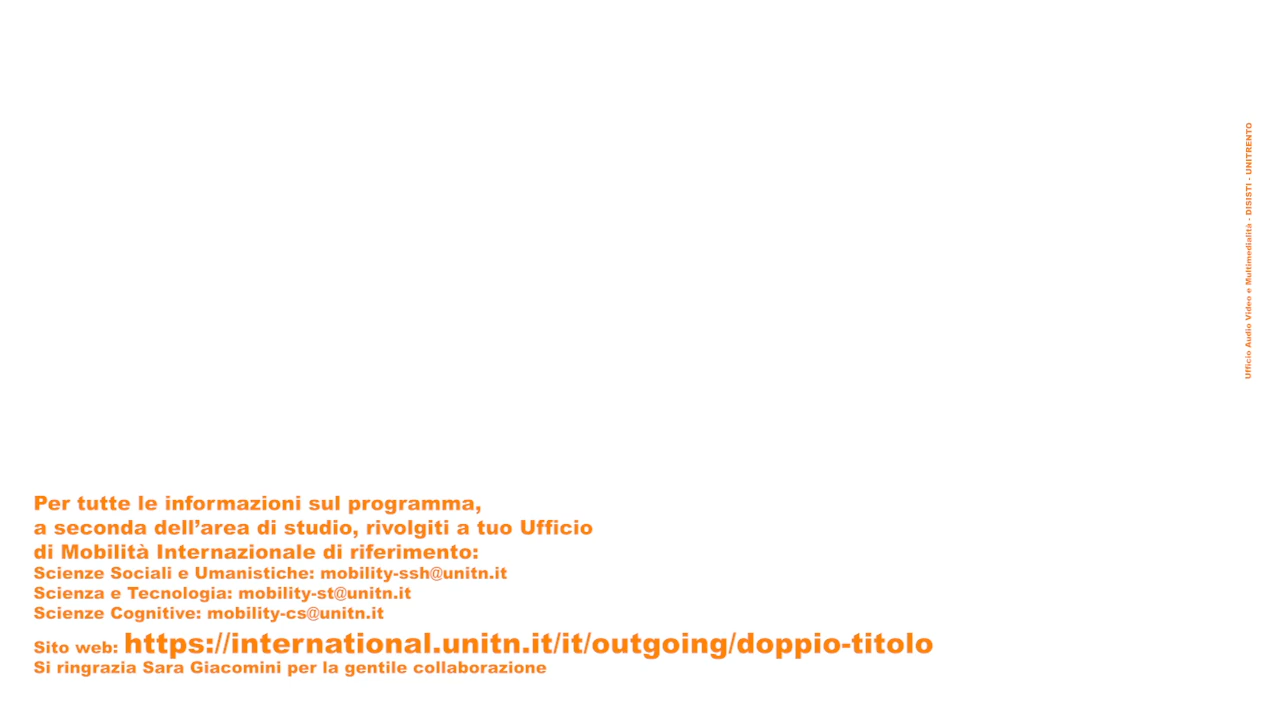 Ufficio Audio Video e Multimedialità - DISISTI - UNITRENTO
Per tutte le informazioni sul programma,
a seconda dell’area di studio, rivolgiti a tuo Ufficio
di Mobilità Internazionale di riferimento:
Scienze Sociali e Umanistiche: mobility-ssh@unitn.it
Scienza e Tecnologia: mobility-st@unitn.it
Scienze Cognitive: mobility-cs@unitn.it
Sito web: https://international.unitn.it/it/outgoing/doppio-titolo
Si ringrazia Sara Giacomini per la gentile collaborazione